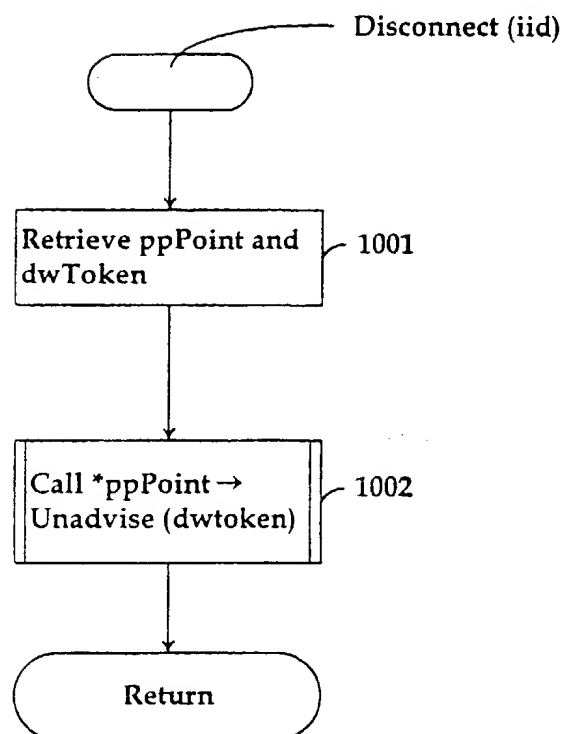 Disconnect (iid)
Retrieve ppPoint and
dwToken
1001
Call *ppPoint →
Unadvise (dwtoken)
1002
Return